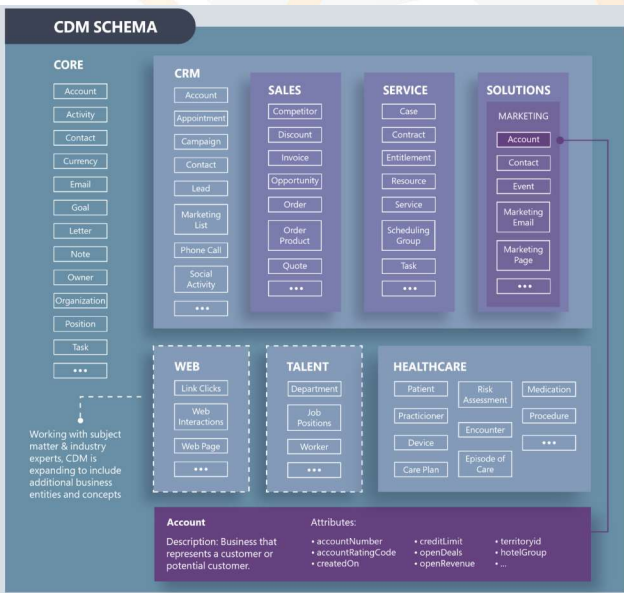 CDM SCHEMA
CORE
Account
Activity
Contact
Currency
Email
Goal
Letter
Note
Owner
Organization
Position
Task
•••
CRM
Account
Appointment
Campaign
Contact
Lead
Marketing
List
Phone Call
Social
Activity
•••
SALES
Competitor
Discount
Invoice
Opportunity
Order
Order
Product
Quote
•••
SERVICE
Case
Contract
Entitlement
Resource
Service
Scheduling
Group
Task
•••
SOLUTIONS
MARKETING
Account
Contact
Event
Marketing
Email
Marketing
Page
•••
WEB
Link Clicks
Web
Interactions
Web Page
•••
TALENT
Department
Job
Positions
Worker
•••
HEALTHCARE
Patient
Practicioner
Device
Care Plan
Risk
Assessment
Encounter
Episode of
Care
Medication
Procedure
•••
Working with subject
matter & industry
experts, CDM is
expanding to include
additional business
entities and concepts
Account
Description: Business that
represents a customer or
potential customer.
Attributes:
• accountNumber
• accountRatingCode
• createdOn
• creditLimit
• openDeals
• openRevenue
• territoryid
• hotelGroup
• ...